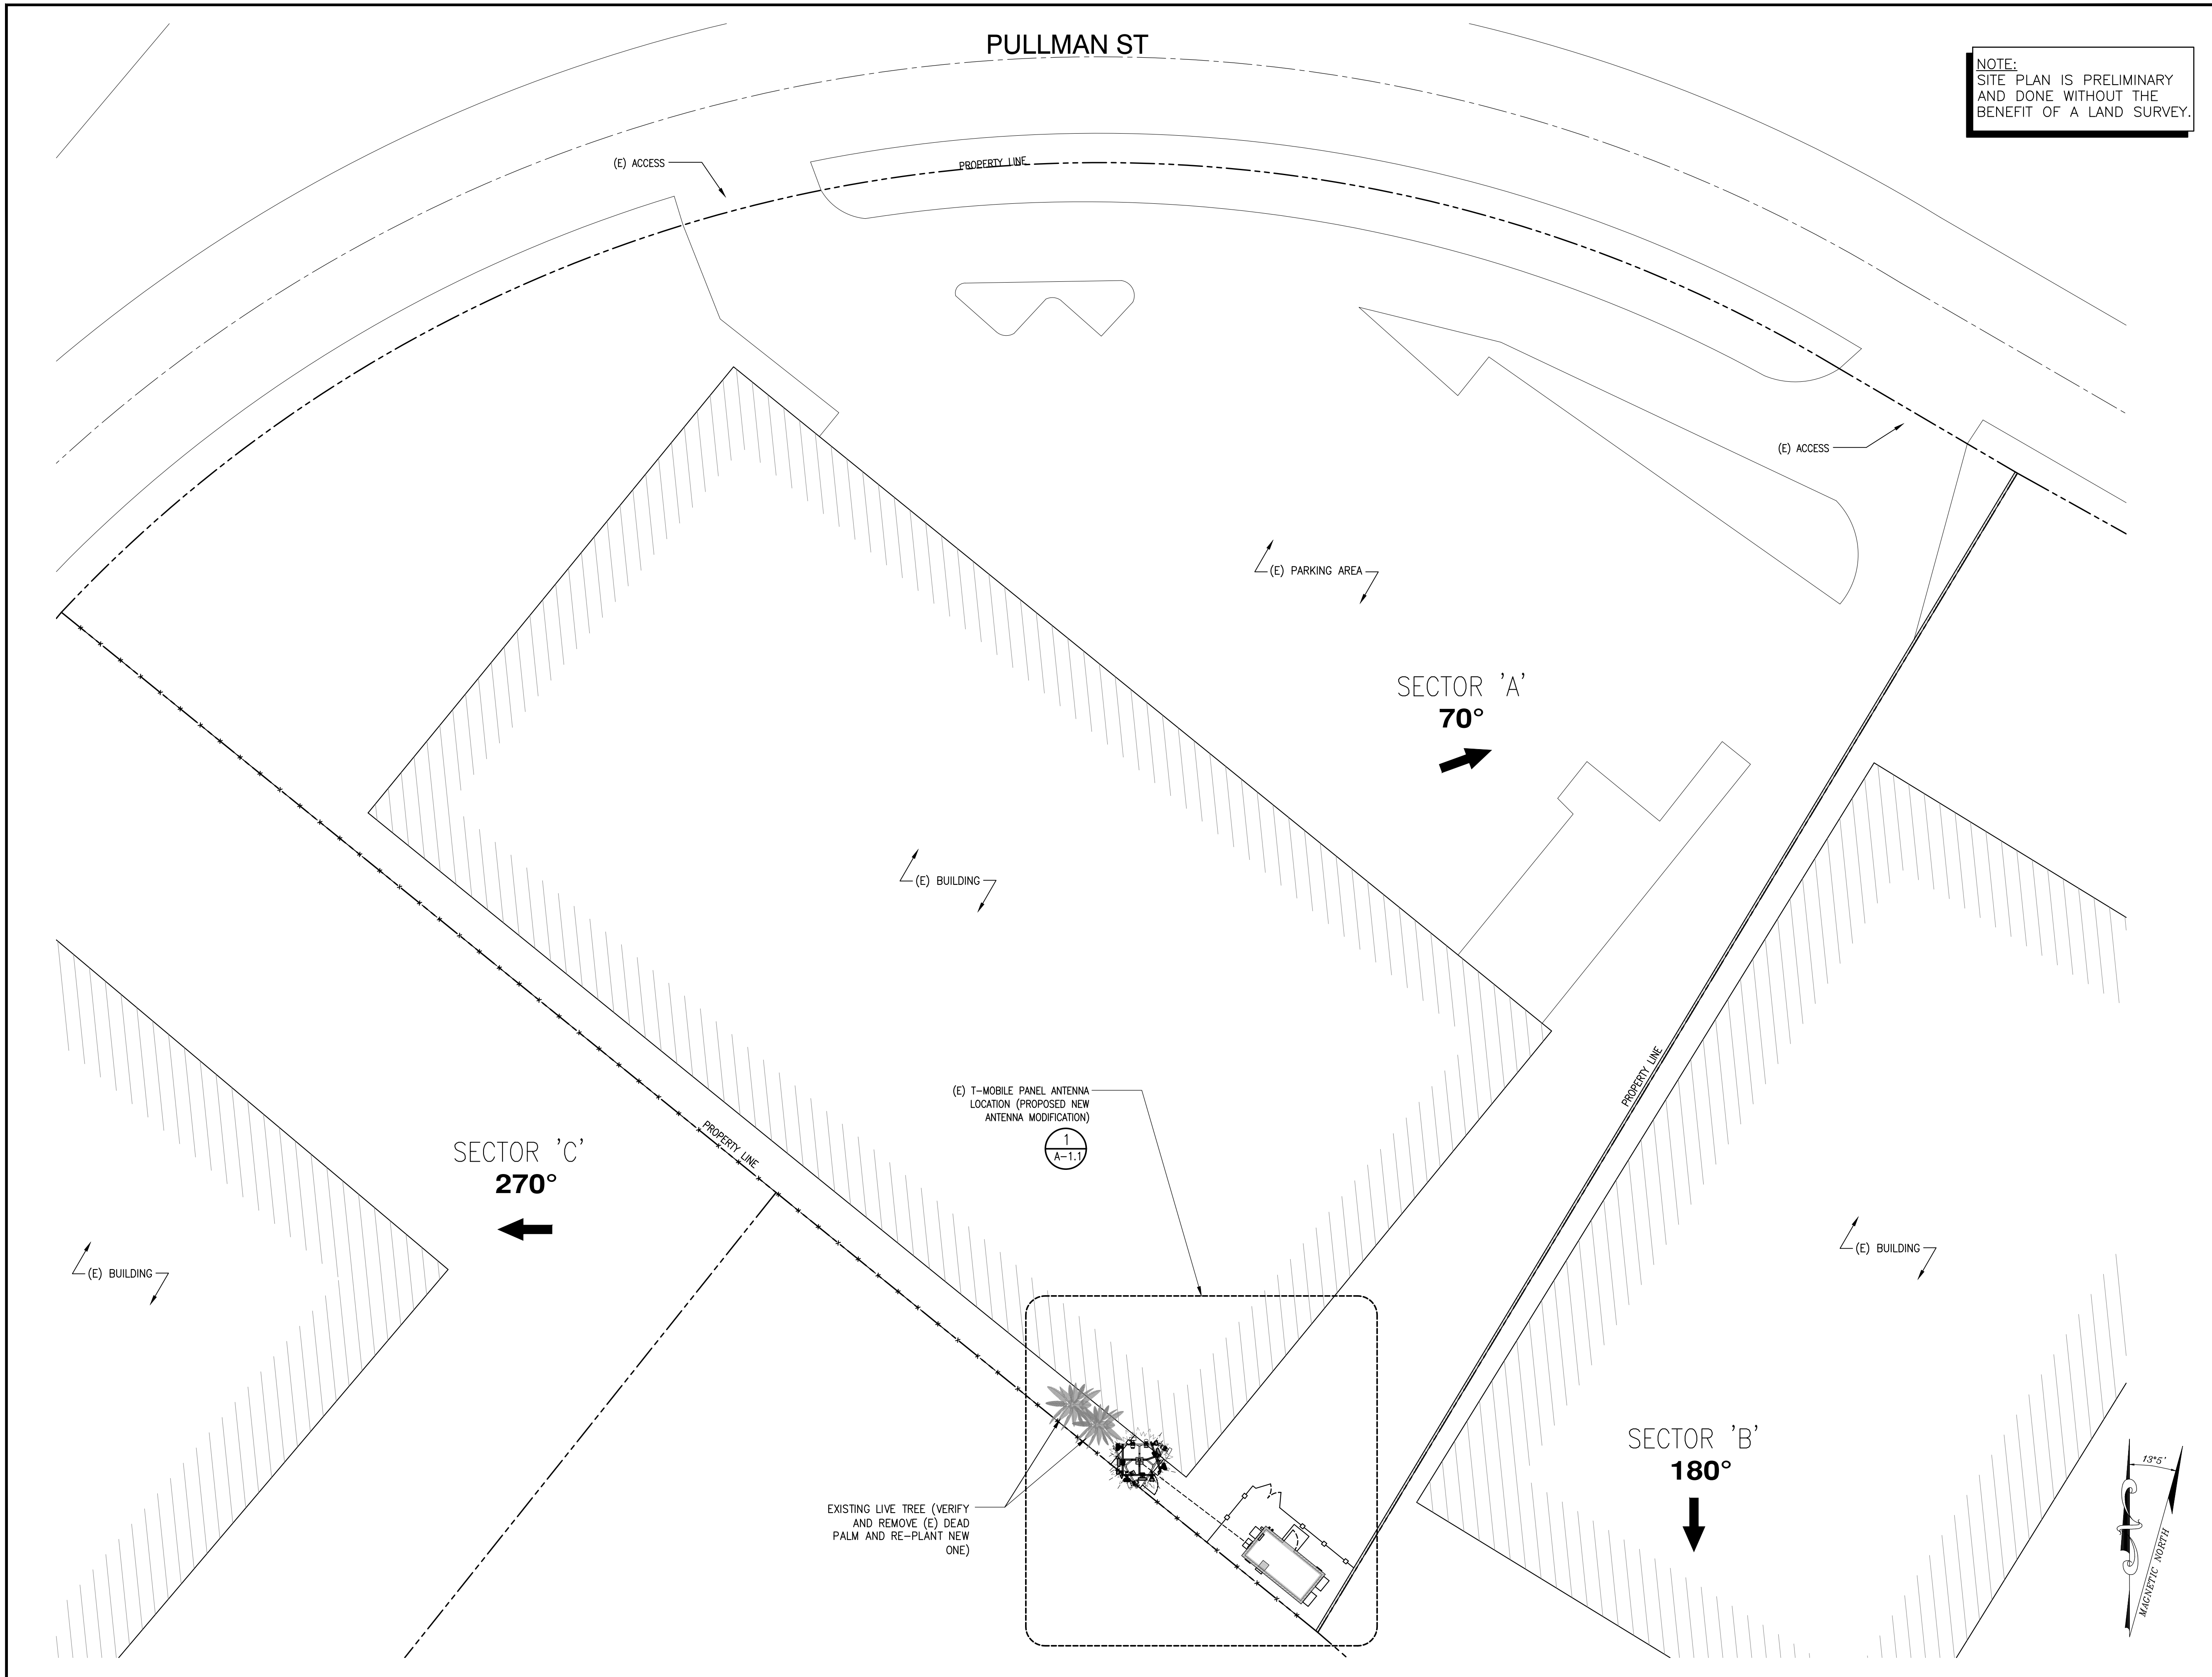 PULLMAN ST
NOTE:
SITE PLAN IS PRELIMINARY
AND DONE WITHOUT THE
BENEFIT OF A LAND SURVEY.
(E) ACCESS
PROPERTY LINE
(E) ACCESS
(E) PARKING AREA
SECTOR 'A'
70°
(E) BUILDING
PROPERTY LINE
(E) T-MOBILE PANEL ANTENNA
LOCATION (PROPOSED NEW
ANTENNA MODIFICATION)
1
A-1.1
PROPERTY LINE
SECTOR 'C'
270°
(E) BUILDING
(E) BUILDING
SECTOR 'B'
180°
EXISTING LIVE TREE (VERIFY
AND REMOVE (E) DEAD
PALM AND RE-PLANT NEW
ONE)
13°5'
MAGNETIC NORTH